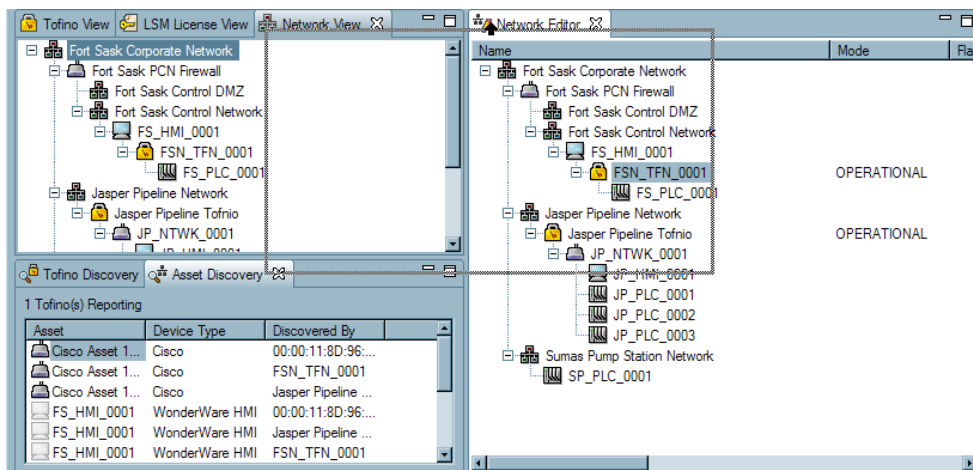 Tofino View LSM License View Network View
Fort Sask Corporate Network
Fort Sask PCN Firewall
Fort Sask Control DMZ
Fort Sask Control Network
FS_HMI_0001
FSN_TFN_0001
FS_PLC_0001
Jasper Pipeline Network
Jasper Pipeline Tofnio
JP_NTWK_0001
JP_HMI_0001
Tofino Discovery Asset Discovery
1 Tofino(s) Reporting
Asset Device Type Discovered By
Cisco Asset 1... Cisco 00:00:11:8D:96:...
Cisco Asset 1... Cisco FSN_TFN_0001
Cisco Asset 1... Cisco Jasper Pipeline ...
FS_HMI_0001 WonderWare HMI 00:00:11:8D:96:...
FS_HMI_0001 WonderWare HMI Jasper Pipeline ...
FS_HMI_0001 WonderWare HMI FSN_TFN_0001
Network Editor
Name Mode Fla
Fort Sask Corporate Network
Fort Sask PCN Firewall
Fort Sask Control DMZ
Fort Sask Control Network
FS_HMI_0001
FSN_TFN_0001 OPERATIONAL
FS_PLC_0001
Jasper Pipeline Network
Jasper Pipeline Tofnio OPERATIONAL
JP_NTWK_0001
JP_HMI_0001
JP_PLC_0001
JP_PLC_0002
JP_PLC_0003
Sumas Pump Station Network
SP_PLC_0001